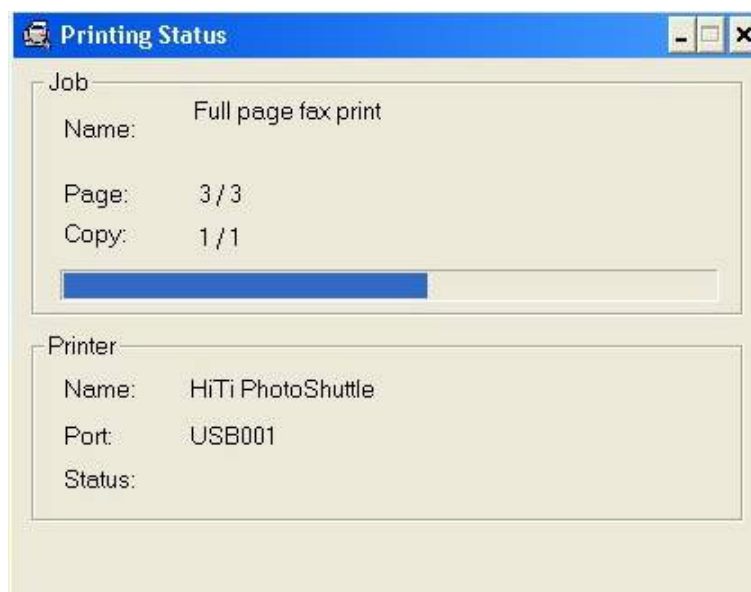 Printing Status
Job
Name: Full page fax print
Page: 3 / 3
Copy: 1 / 1
Printer
Name: HiTi PhotoShuttle
Port: USB001
Status: